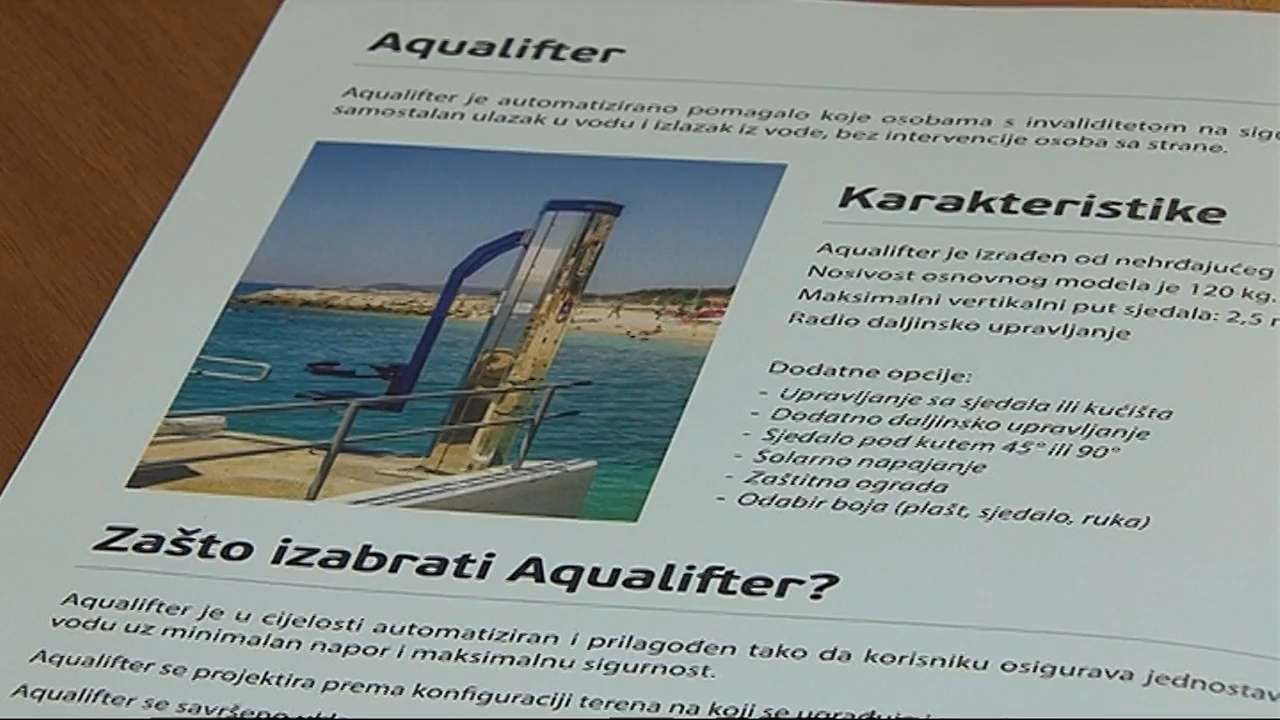 Aqualifter
Aqualifter je automatizirano pomagalo koje osobama s invaliditetom na
samostalan ulazak u vodu i izlazak iz vode, bez intervencije osoba sa strane.
Karakteristike
Aqualifter je izrađen od nehrđajućeg
Nosivost osnovnog modela je 120 kg.
Maksimalni vertikalni put sjedala: 2,5
Radio daljinsko upravljanje
Dodatne opcije:
- Upravljanje sa sjedala ili kućišta
- Dodatno daljinsko upravljanje
- Sjedalo pod kutem 45° ili 90°
- Solarno napajanje
- Zaštitna ograda
- Odabir boja (plašt, sjedalo, ruka)
Zašto izabrati Aqualifter?
Aqualifter je u cijelosti automatiziran i prilagođen tako da korisniku osigurava
vodu uz minimalan napor i maksimalnu sigurnost.
Aqualifter se projektira prema konfiguraciji terena na koji se
Aqualifter se savršeno